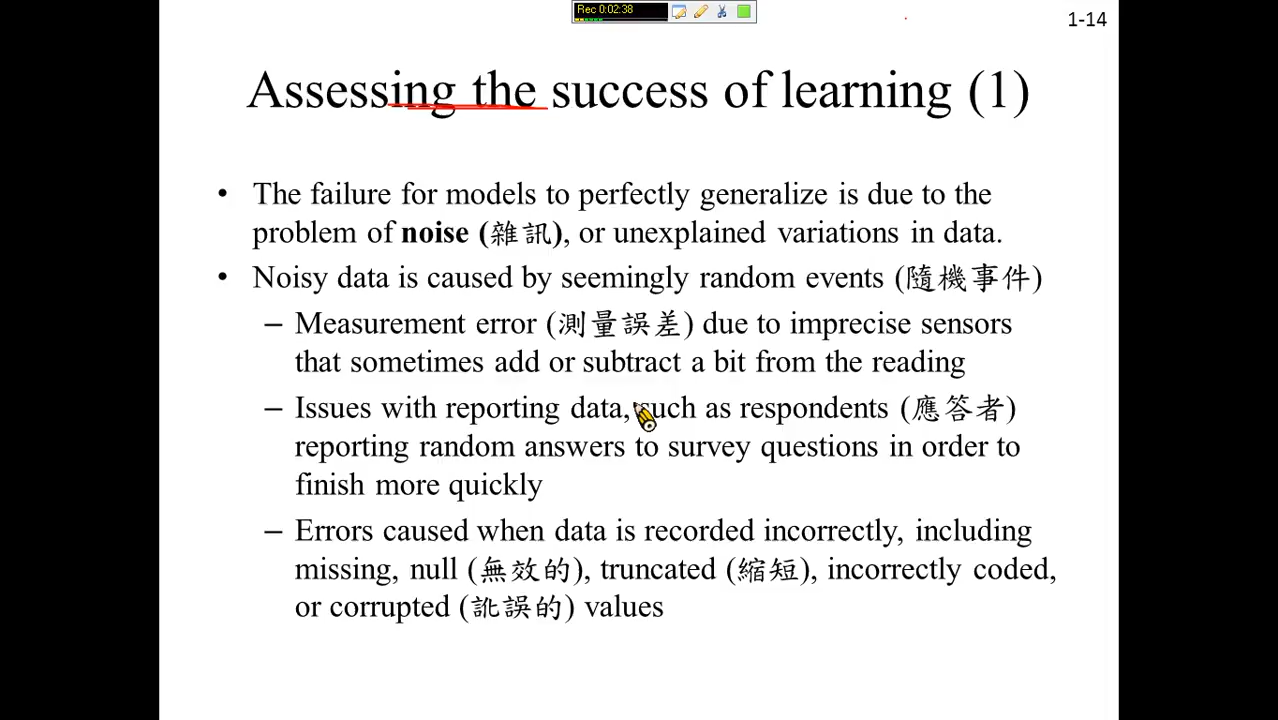 Rec 0:02:38
1-14
Assessing the success of learning (1)
• The failure for models to perfectly generalize is due to the
problem of noise (雜訊), or unexplained variations in data.
• Noisy data is caused by seemingly random events (隨機事件)
– Measurement error (測量誤差) due to imprecise sensors
that sometimes add or subtract a bit from the reading
– Issues with reporting data, such as respondents (應答者)
reporting random answers to survey questions in order to
finish more quickly
– Errors caused when data is recorded incorrectly, including
missing, null (無效的), truncated (縮短), incorrectly coded,
or corrupted (訛誤的) values